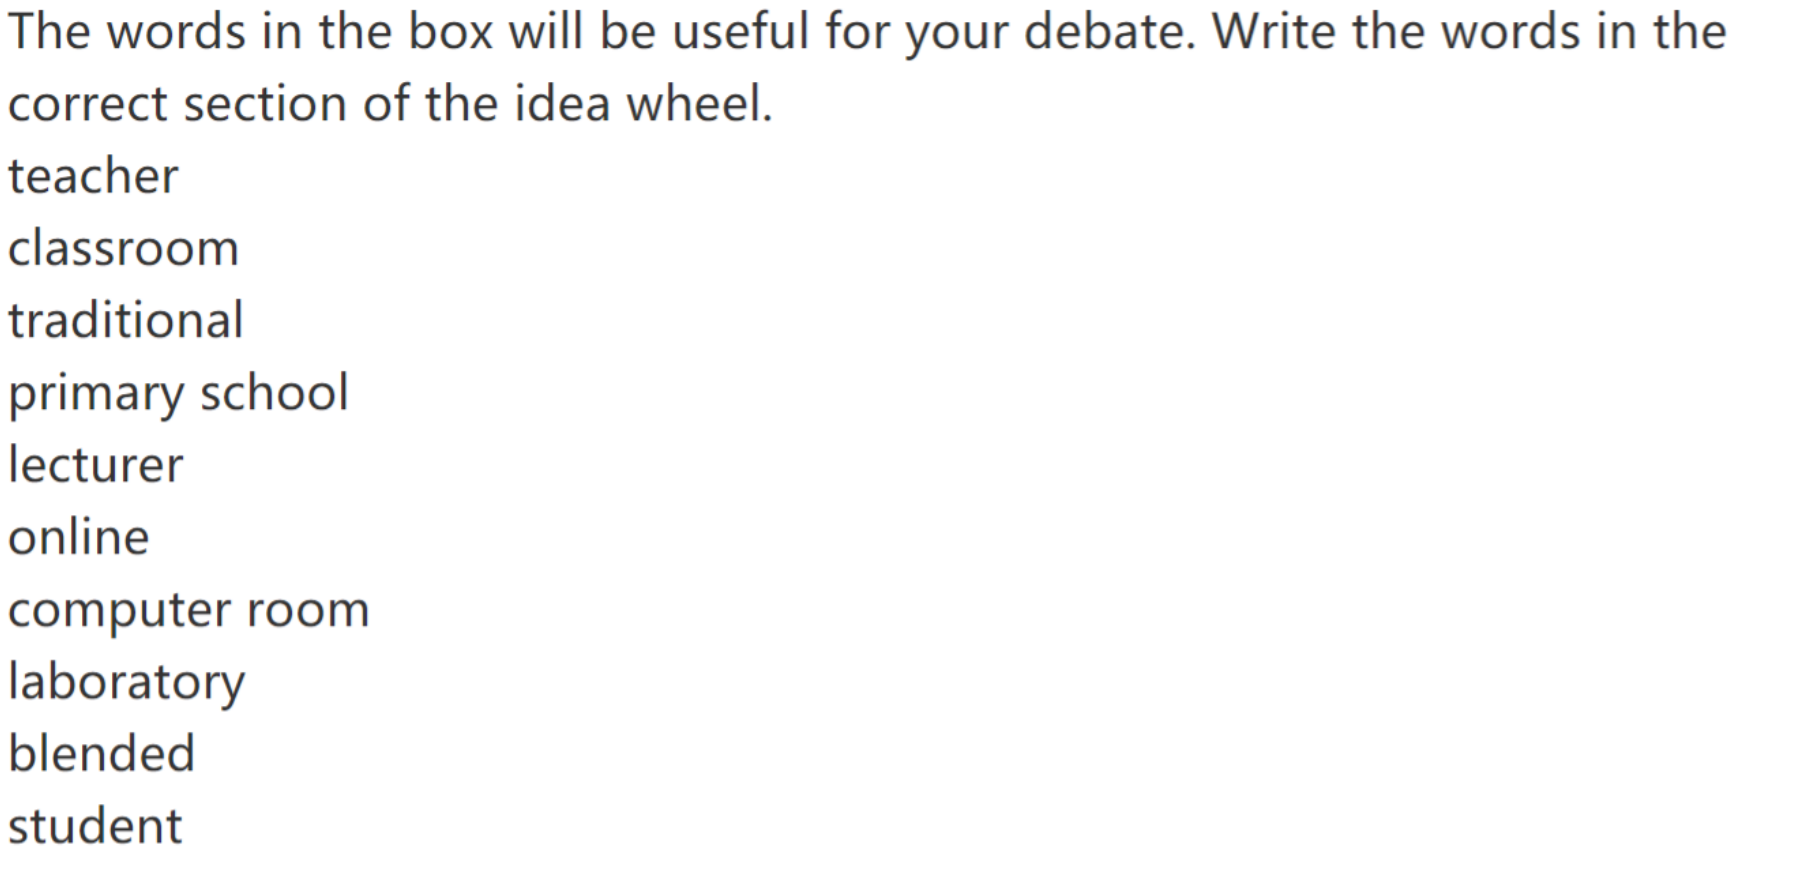 The words in the box will be useful for your debate. Write the words in the
correct section of the idea wheel.
teacher
classroom
traditional
primary school
lecturer
online
computer room
laboratory
blended
student